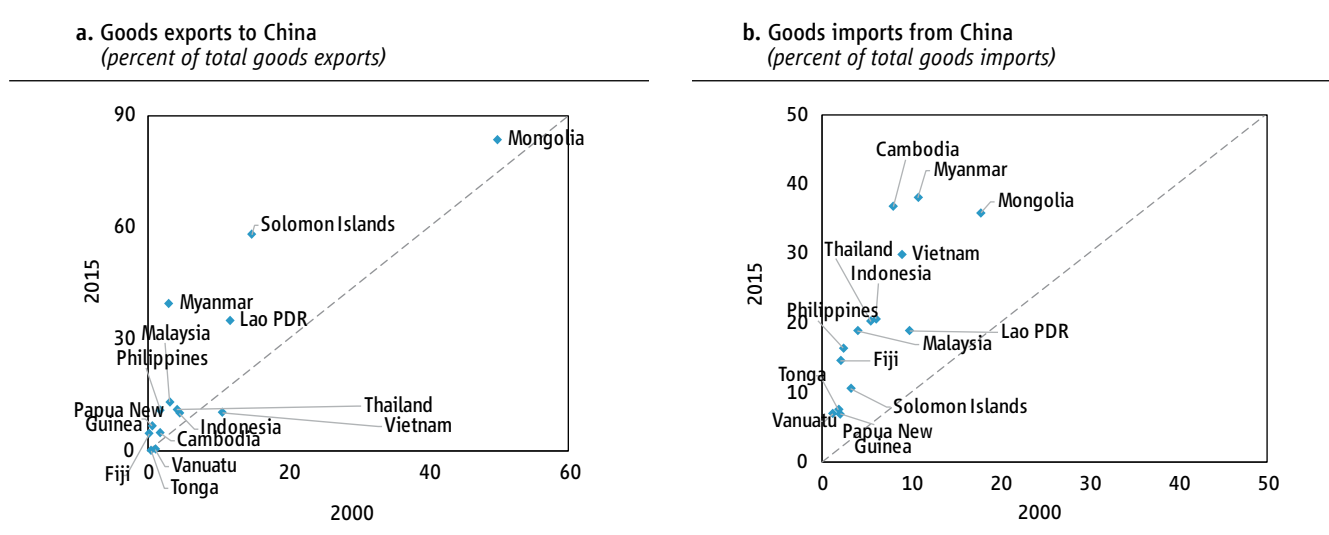 a. Goods exports to China
(percent of total goods exports)
90
60
30
0
2015
Mongolia
Solomon Islands
Myanmar
Lao PDR
Malaysia
Philippines
Papua New
Guinea
Thailand
Vietnam
Indonesia
Cambodia
Fiji
Vanuatu
Tonga
0
20
40
60
2000
b. Goods imports from China
(percent of total goods imports)
50
40
30
20
10
0
2015
Cambodia
Myanmar
Mongolia
Thailand
Vietnam
Indonesia
Philippines
Lao PDR
Malaysia
Fiji
Tonga
Solomon Islands
Vanuatu
Papua New
Guinea
0
10
20
30
40
50
2000